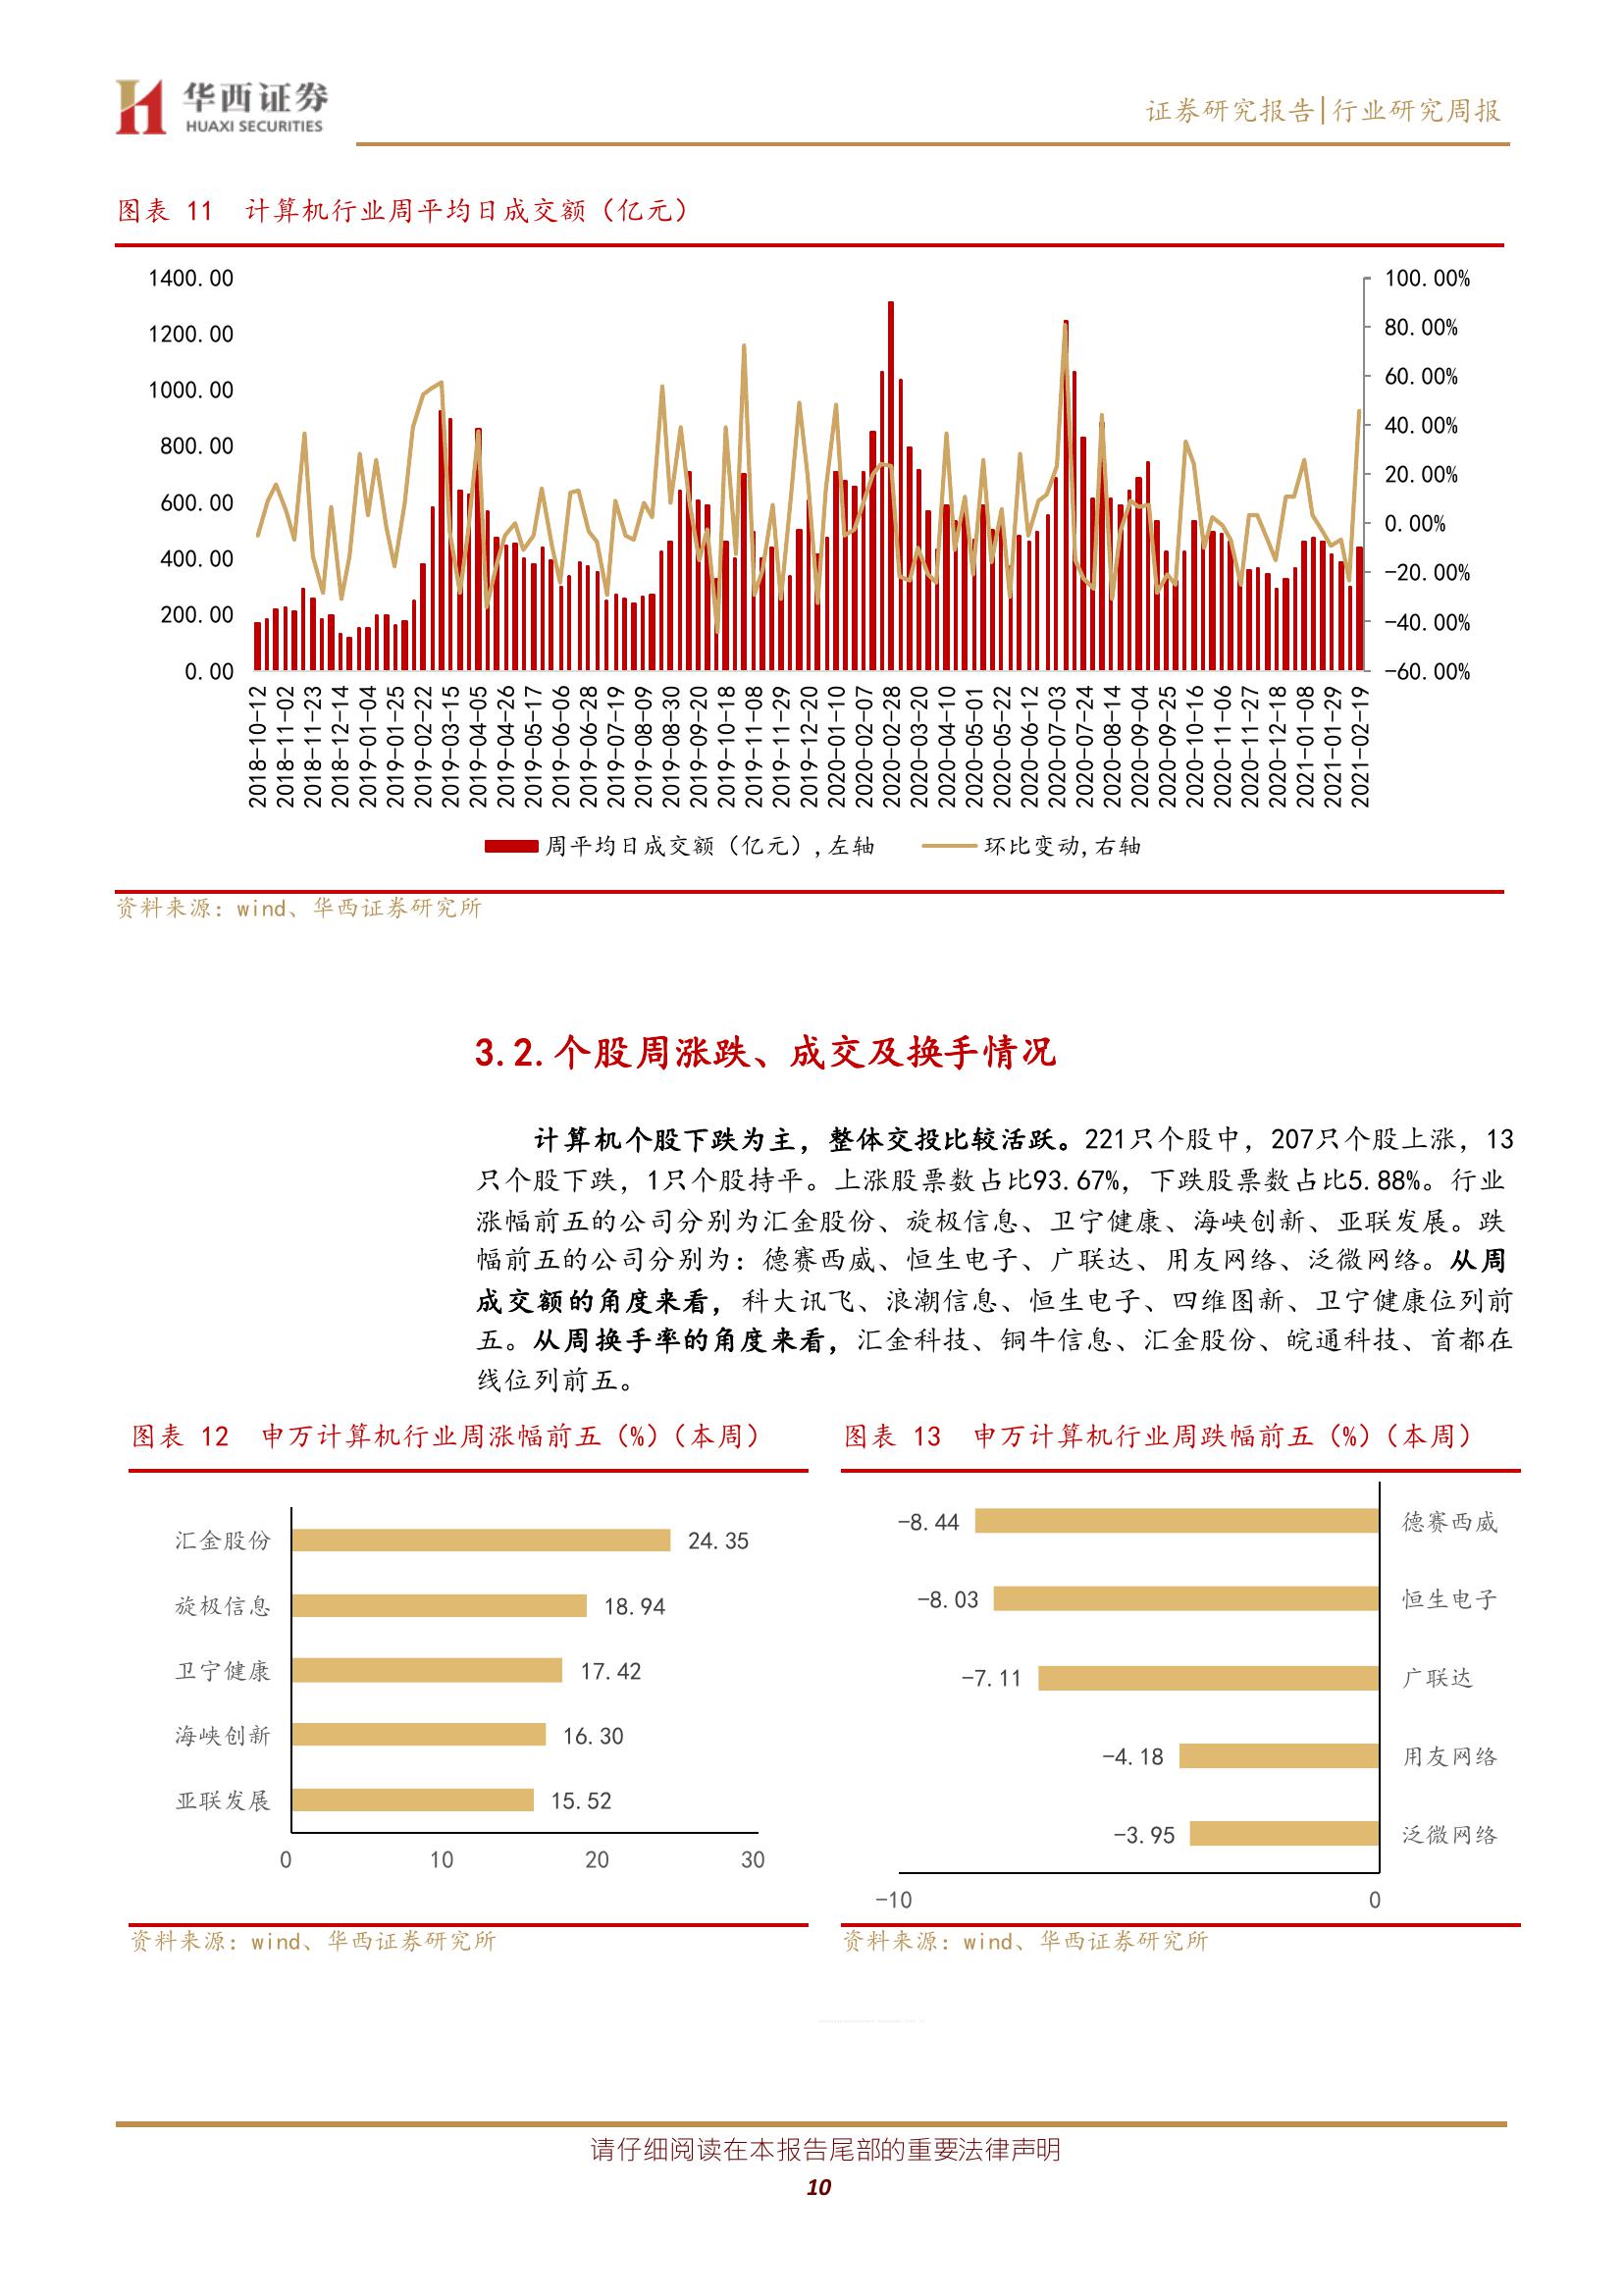 华西证券
HUAXI SECURITIES
证券研究报告|行业研究周报
图表 11 计算机行业周平均日成交额（亿元）
1400.00
1200.00
1000.00
800.00
600.00
400.00
200.00
0.00
100.00%
80.00%
60.00%
40.00%
20.00%
0.00%
-20.00%
-40.00%
-60.00%
2018-10-12
2018-11-02
2018-11-23
2018-12-14
2019-01-04
2019-01-25
2019-02-22
2019-03-15
2019-04-05
2019-04-26
2019-05-17
2019-06-06
2019-06-28
2019-07-19
2019-08-09
2019-08-30
2019-09-20
2019-10-18
2019-11-08
2019-11-29
2019-12-20
2020-01-10
2020-02-07
2020-02-28
2020-03-20
2020-04-10
2020-05-01
2020-05-22
2020-06-12
2020-07-03
2020-07-24
2020-08-14
2020-09-04
2020-09-25
2020-10-16
2020-11-06
2020-11-27
2020-12-18
2021-01-08
2021-01-29
2021-02-19
周平均日成交额（亿元）,左轴 环比变动,右轴
资料来源：wind、华西证券研究所
3.2.个股周涨跌、成交及换手情况
计算机个股下跌为主，整体交投比较活跃。221只个股中，207只个股上涨，13
只个股下跌，1只个股持平。上涨股票数占比93.67%，下跌股票数占比5.88%。行业
涨幅前五的公司分别为汇金股份、旋极信息、卫宁健康、海峡创新、亚联发展。跌
幅前五的公司分别为：德赛西威、恒生电子、广联达、用友网络、泛微网络。从周
成交额的角度来看，科大讯飞、浪潮信息、恒生电子、四维图新、卫宁健康位列前
五。从周换手率的角度来看，汇金科技、铜牛信息、汇金股份、皖通科技、首都在
线位列前五。
图表 12 申万计算机行业周涨幅前五（%）（本周）
汇金股份 24.35
旋极信息 18.94
卫宁健康 17.42
海峡创新 16.30
亚联发展 15.52
0 10 20 30
资料来源：wind、华西证券研究所
图表 13 申万计算机行业周跌幅前五（%）（本周）
-8.44 德赛西威
-8.03 恒生电子
-7.11 广联达
-4.18 用友网络
-3.95 泛微网络
-10 0
资料来源：wind、华西证券研究所
请仔细阅读在本报告尾部的重要法律声明
10